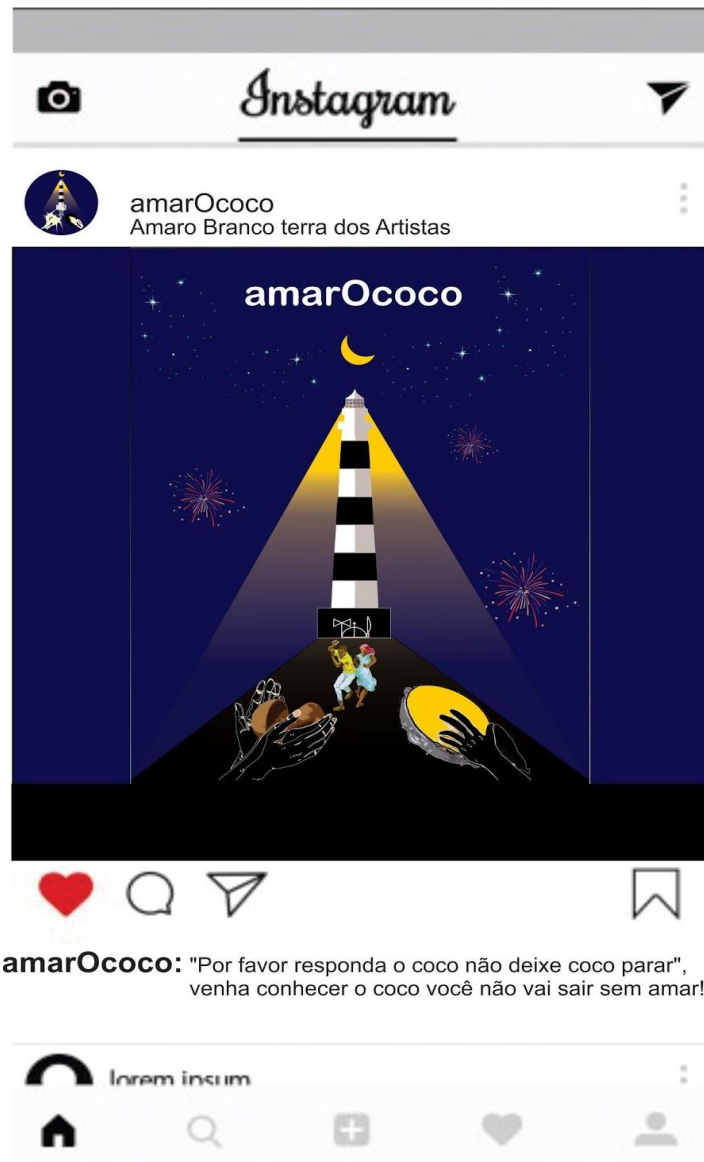 Instagram
amarOcoco
Amaro Branco terra dos Artistas
amarOcoco
amarOcoco: "Por favor responda o coco não deixe coco parar",
venha conhecer o coco você não vai sair sem amar!
lorem ipsum